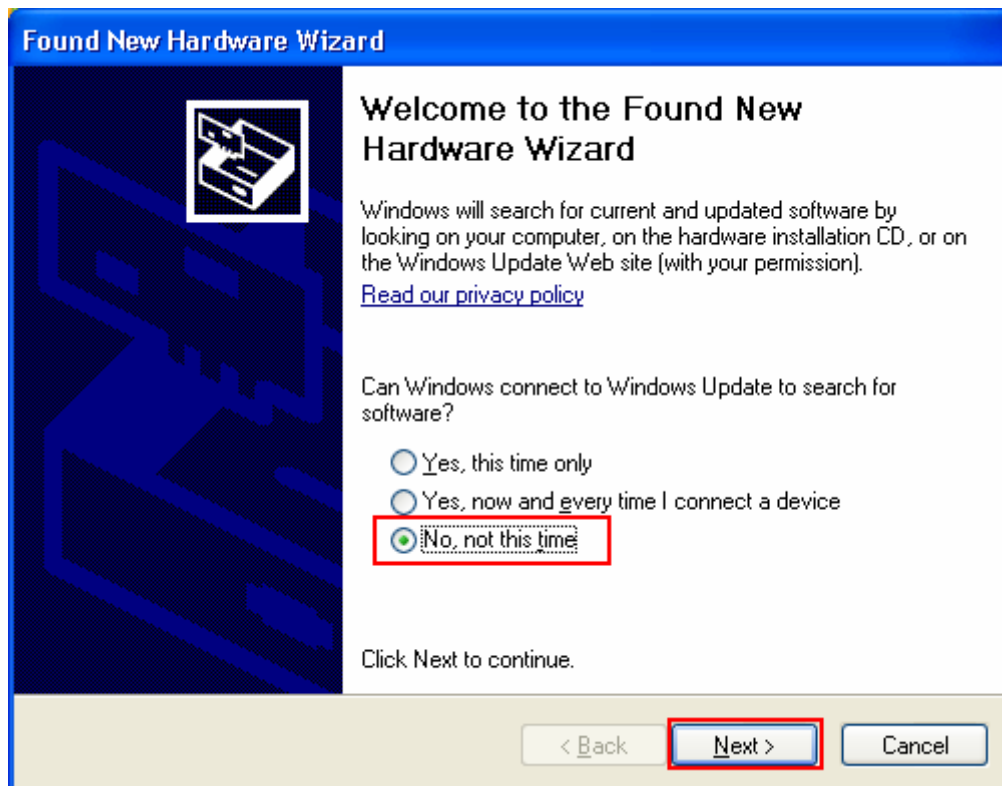 Found New Hardware Wizard
Welcome to the Found New
Hardware Wizard
Windows will search for current and updated software by
looking on your computer, on the hardware installation CD, or on
the Windows Update Web site (with your permission).
Read our privacy policy
Can Windows connect to Windows Update to search for
software?
Yes, this time only
Yes, now and every time I connect a device
No, not this time
Click Next to continue.
< Back Next > Cancel